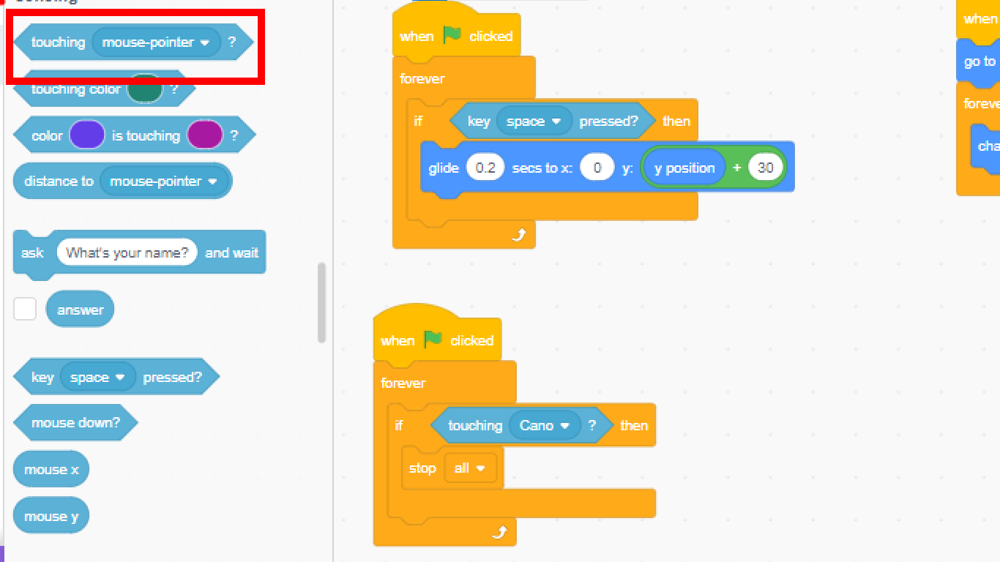 touching mouse-pointer ?
touching color ?
color is touching ?
distance to mouse-pointer
ask What's your name? and wait
answer
key space pressed?
mouse down?
mouse x
mouse y
when clicked
forever
if key space pressed? then
glide 0.2 secs to x: 0 y: y position + 30
when clicked
forever
if touching Cano ? then
stop all
when
go to